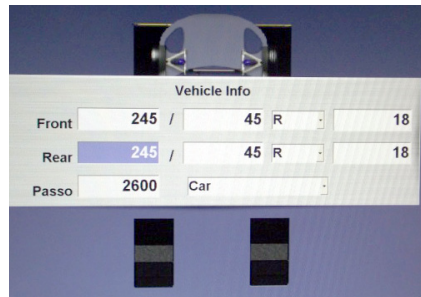 Vehicle Info
Front 245 / 45 R 18
Rear 245 / 45 R 18
Passo 2600 Car